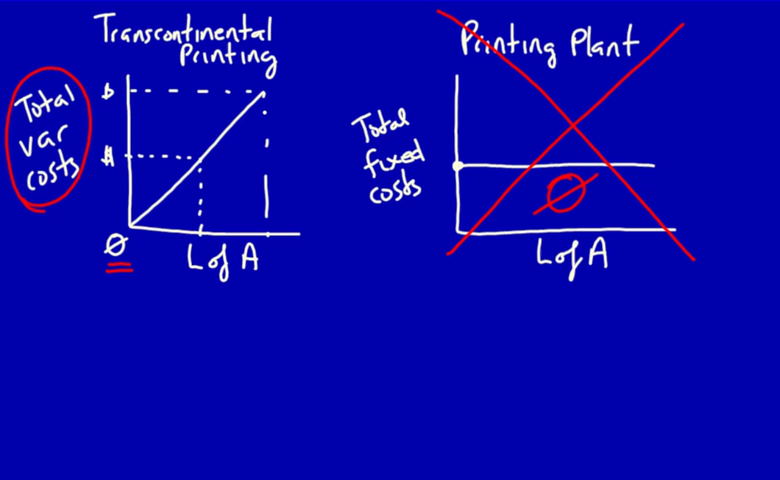 Transcontinental
Printing
Total
var
costs
$
$
Ø
L of A
Printing Plant
Total
fixed
costs
Ø
L of A